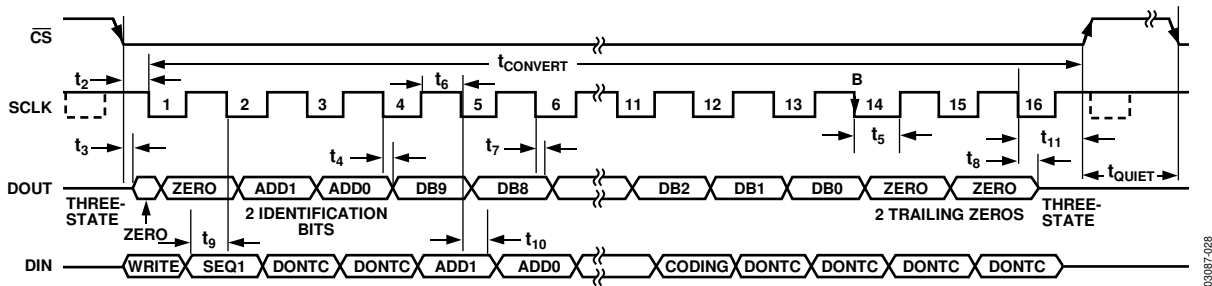 CS
tCONVERT
t2
t6
B
SCLK
1 2 3 4 5 6 11 12 13 14 15 16
t3
t4
t7
t5
t8
t11
DOUT
ZERO ADD1 ADD0 DB9 DB8 DB2 DB1 DB0 ZERO ZERO
tQUIET
THREE-
STATE
2 IDENTIFICATION
BITS
2 TRAILING ZEROS
THREE-
STATE
ZERO
t9
t10
DIN
WRITE SEQ1 DONTC DONTC ADD1 ADD0 CODING DONTC DONTC DONTC DONTC
03087-028